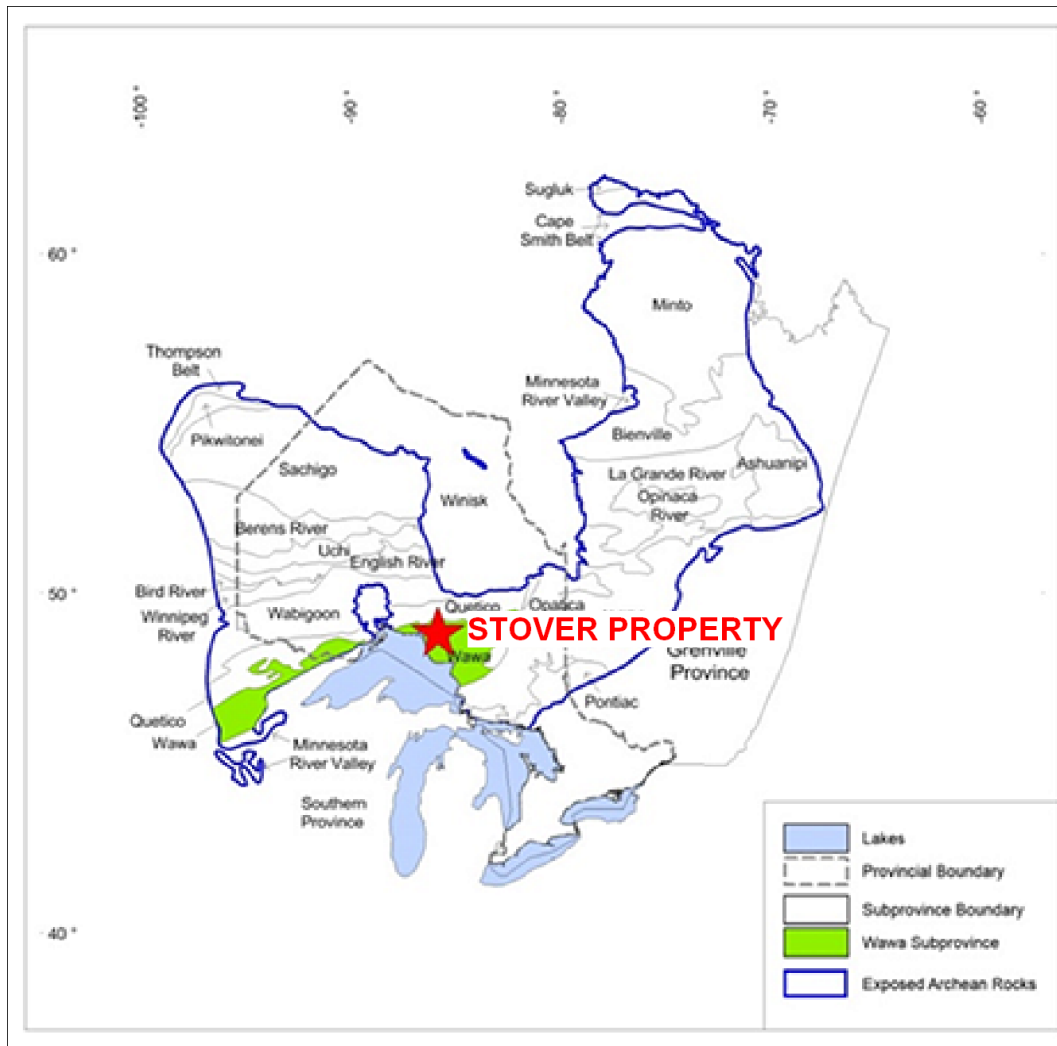 -100°
-90°
-80°
-70°
-60°
Sugluk
Cape
Smith Belt
60°
Minto
Thompson
Belt
Minnesota
River Valley
Pikwitonei
Bienville
Sachigo
La Grande River
Ashuanipi
Winisk
Opinaca
River
Berens River
Uchi
English River
50°
Bird River
Winnipeg
River
Wabigoon
Quetico
Opatica
STOVER PROPERTY
Wawa
Grenville
Province
Pontiac
Quetico
Wawa
Minnesota
River Valley
Southern
Province
40°
Lakes
Provincial Boundary
Subprovince Boundary
Wawa Subprovince
Exposed Archean Rocks